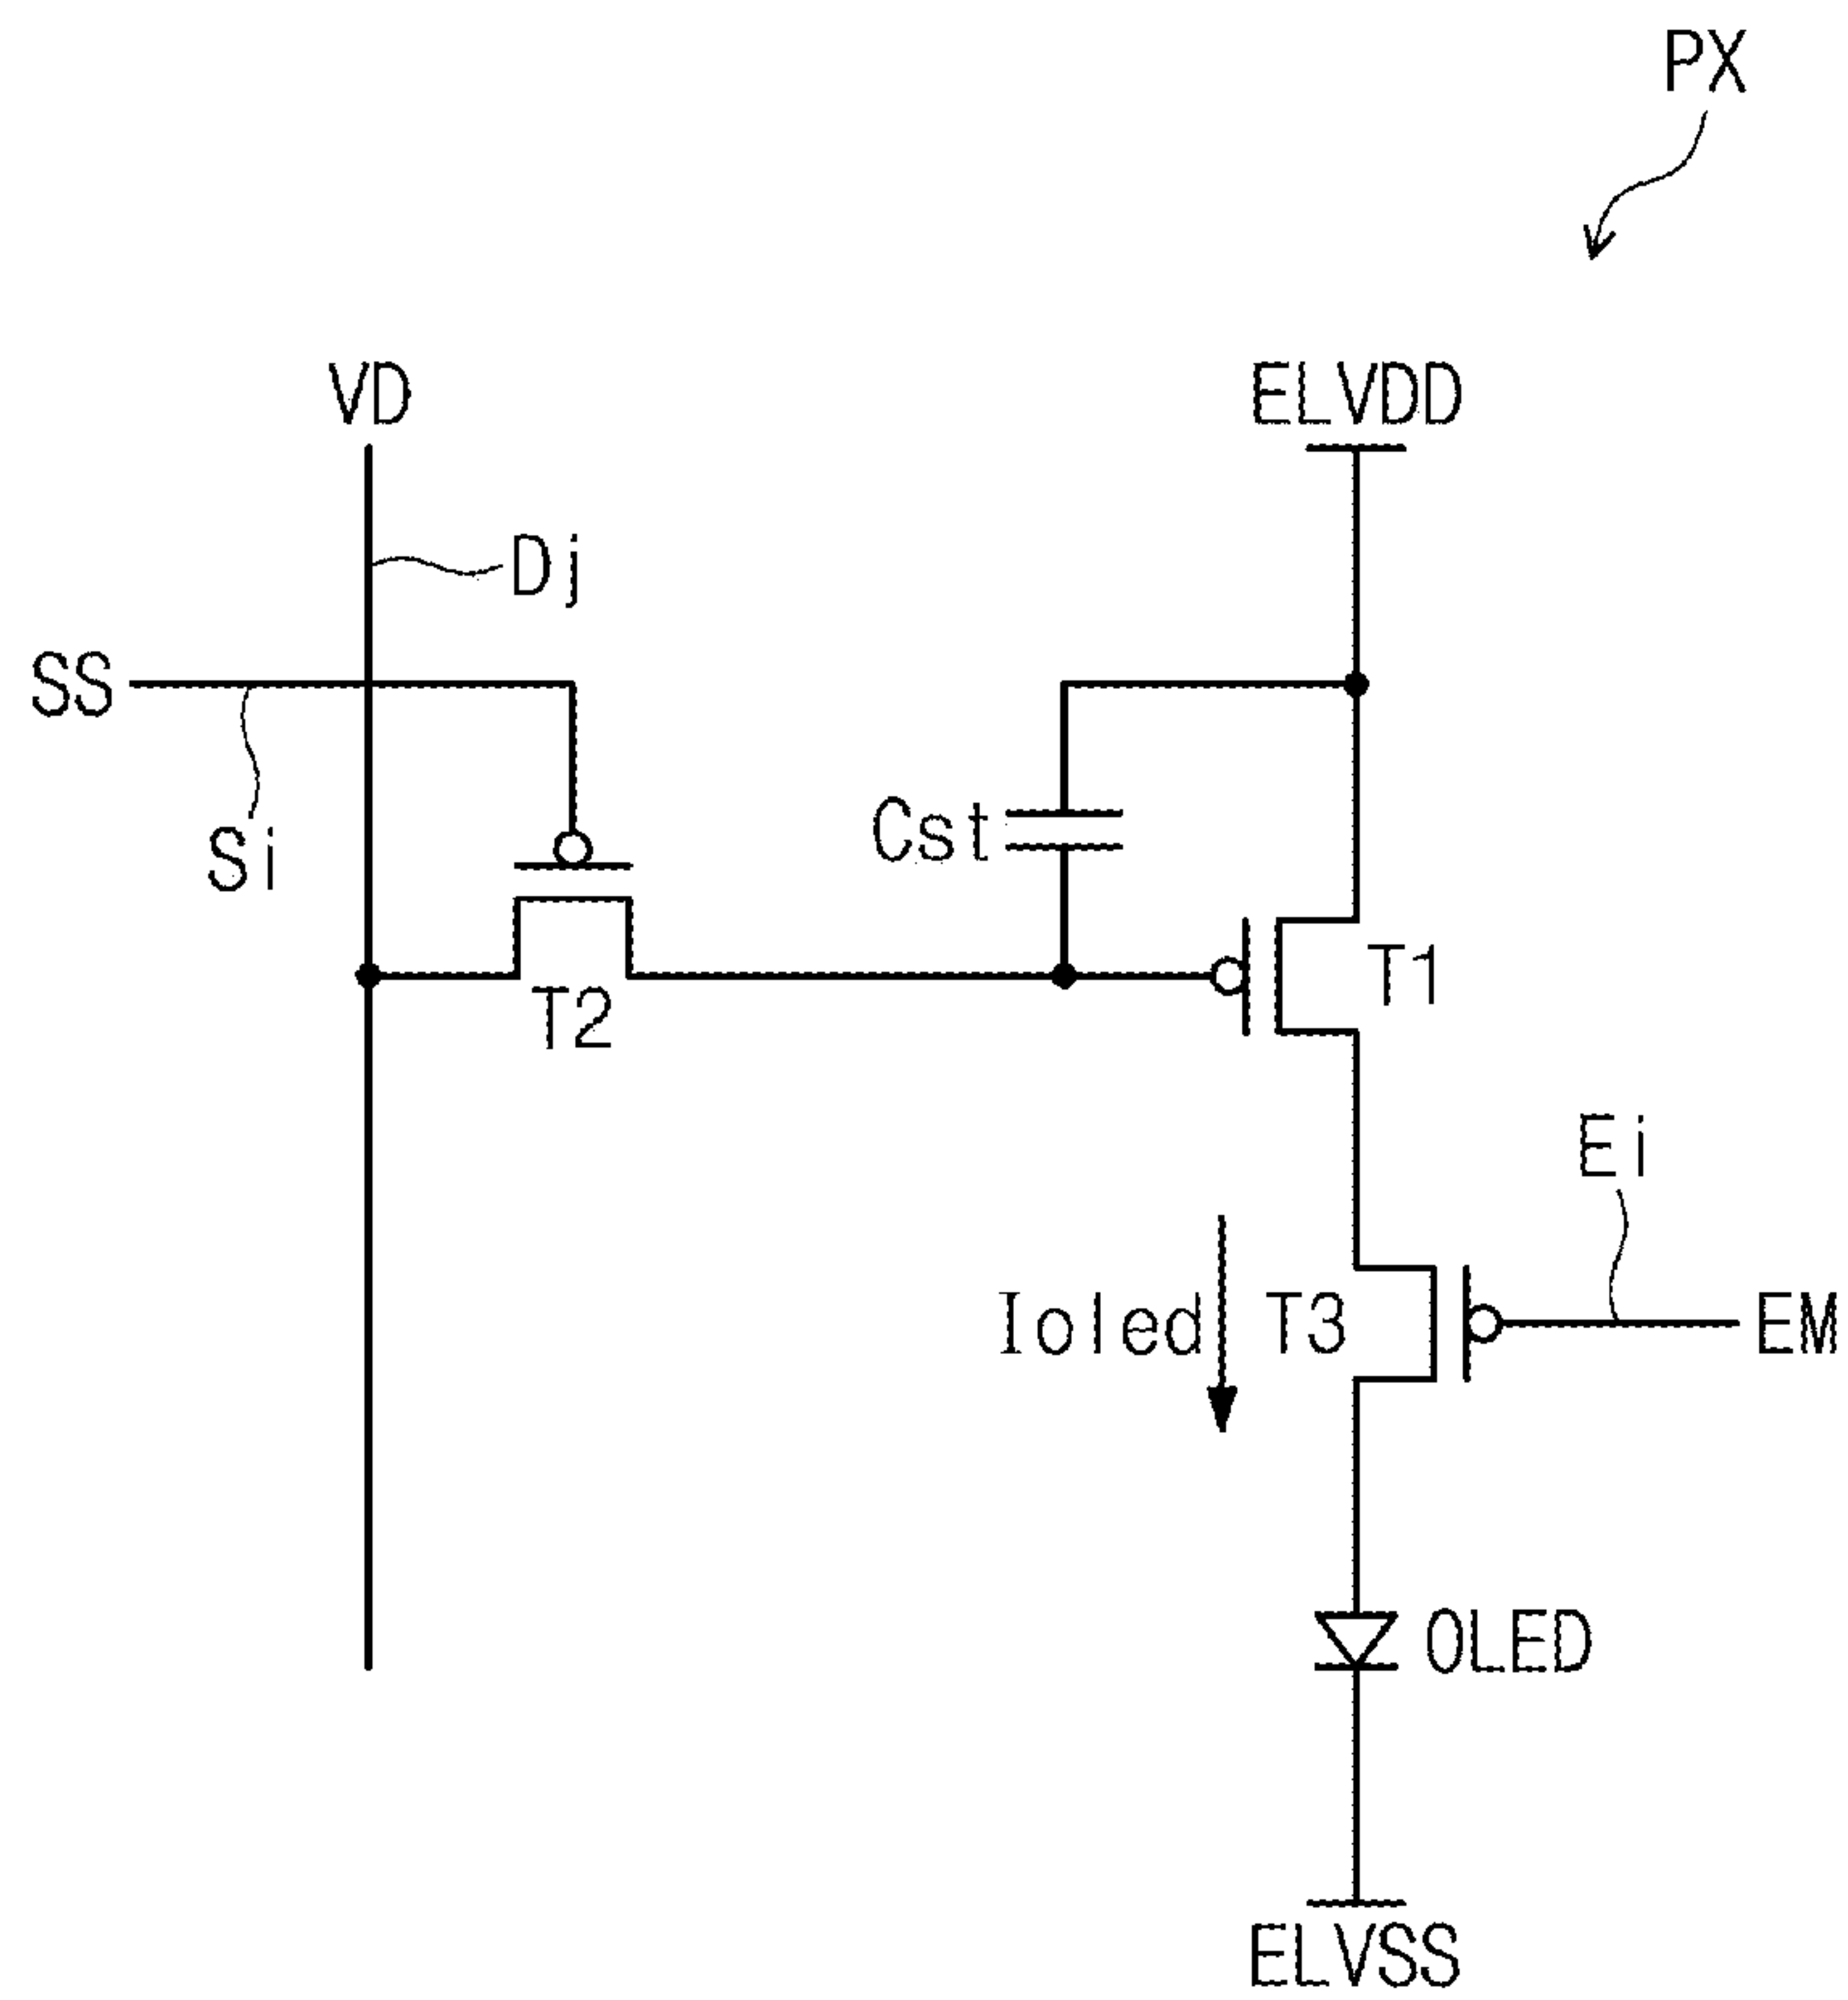 PX
VD
ELVDD
Dj
SS
Si
Cst
T1
T2
Ei
Ioled
T3
EM
OLED
ELVSS